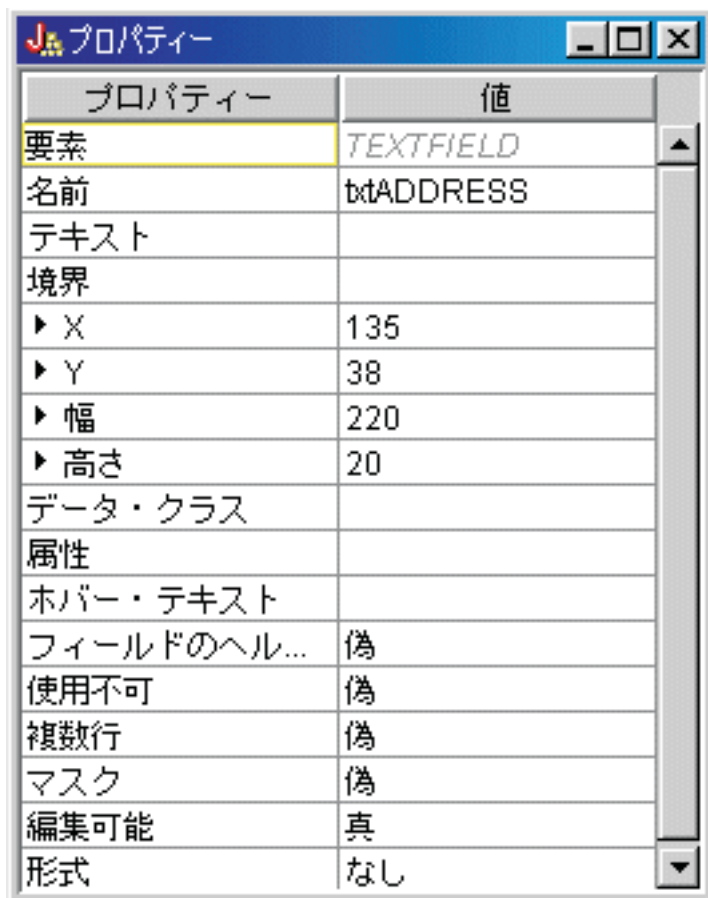 プロパティー
プロパティー 値
要素 TEXTFIELD
名前 txtADDRESS
テキスト
境界
X 135
Y 38
幅 220
高さ 20
データ・クラス
属性
ホバー・テキスト
フィールドのヘル... 偽
使用不可 偽
複数行 偽
マスク 偽
編集可能 真
形式 なし